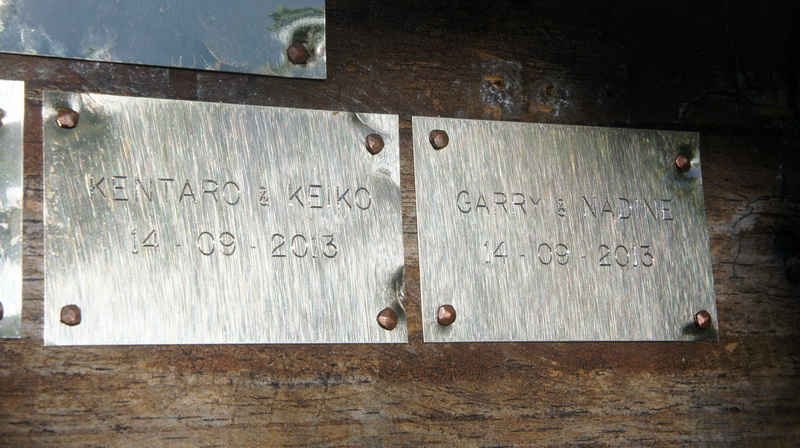 KENTARO & KEIKO
14 - 09 - 2013
GARRY & NADINE
14 - 09 - 2013